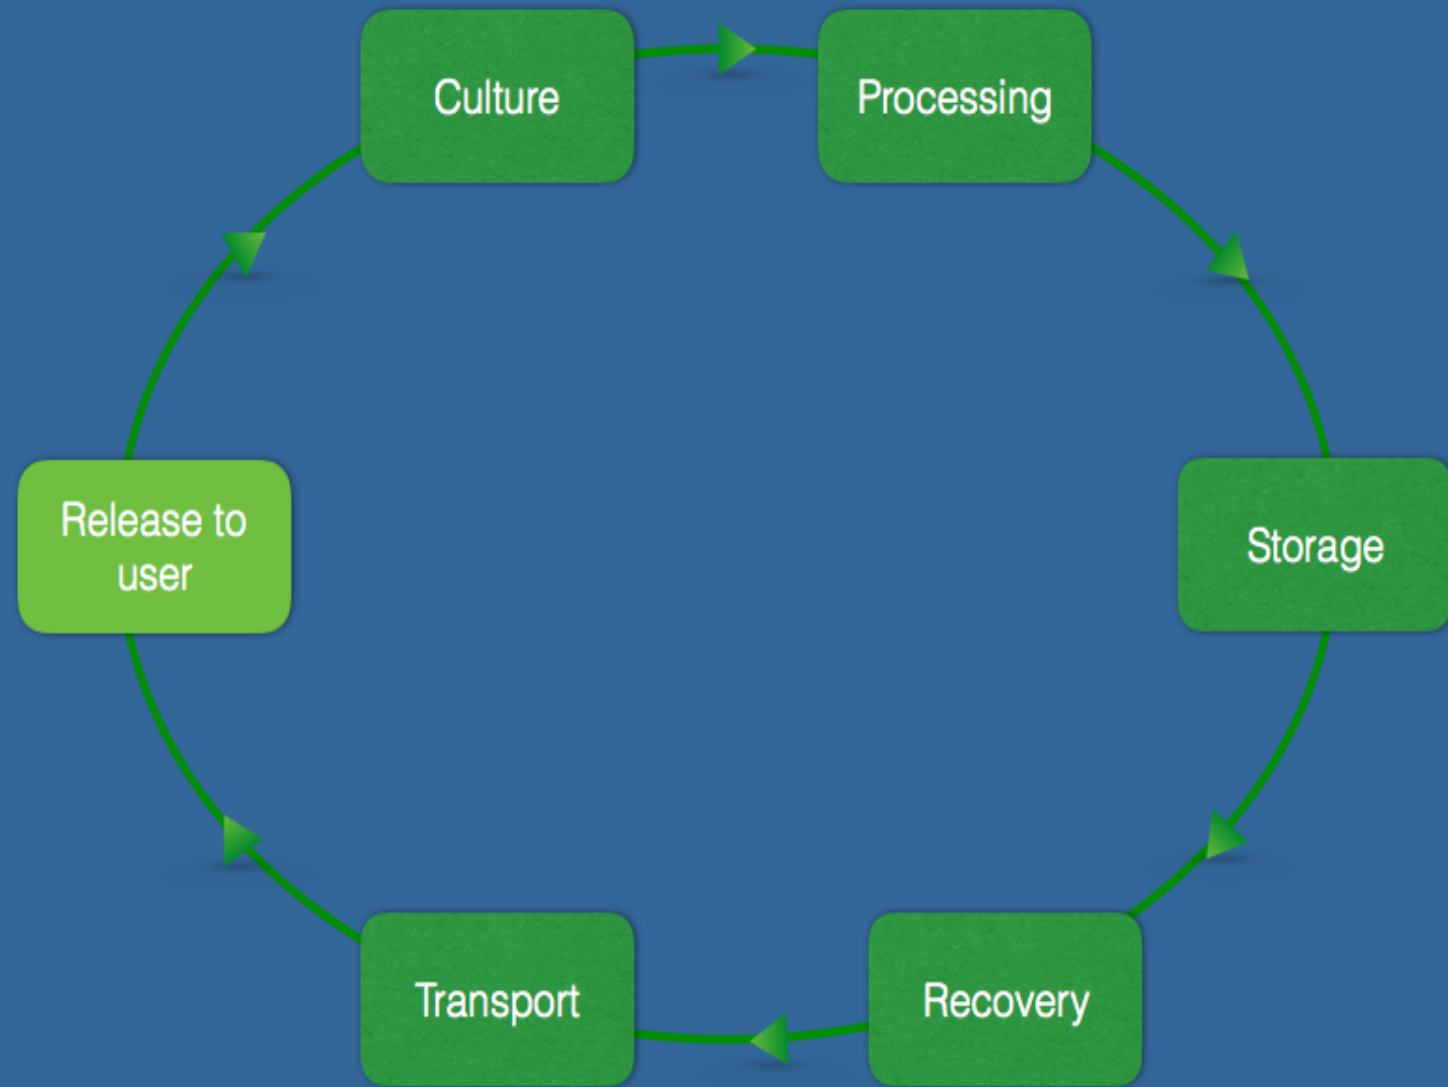 Culture
Processing
Storage
Recovery
Transport
Release to
user